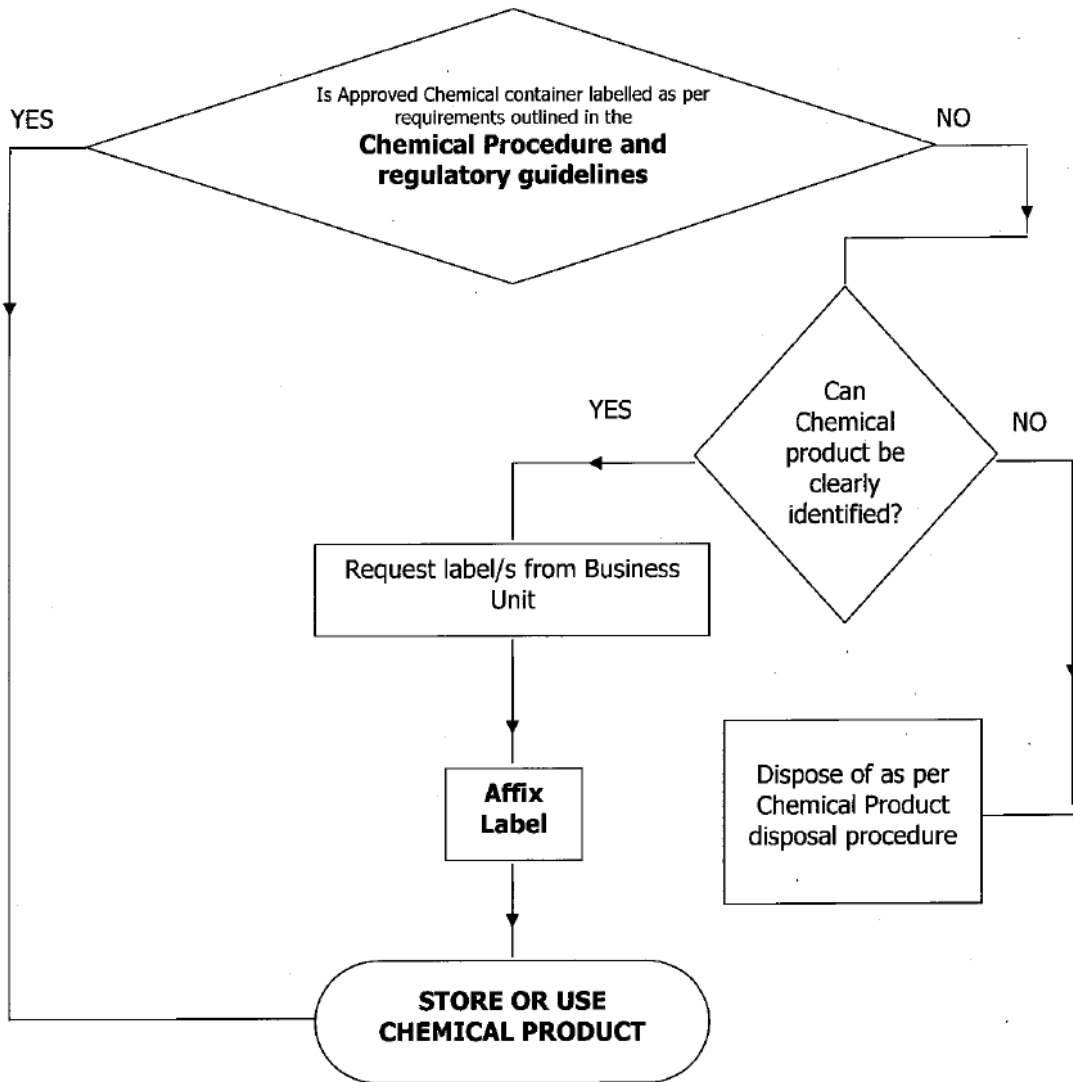 Is Approved Chemical container labelled as per
requirements outlined in the
Chemical Procedure and
regulatory guidelines
YES
NO
Can
Chemical
product be
clearly
identified?
YES
NO
Request label/s from Business
Unit
Affix
Label
Dispose of as per
Chemical Product
disposal procedure
STORE OR USE
CHEMICAL PRODUCT